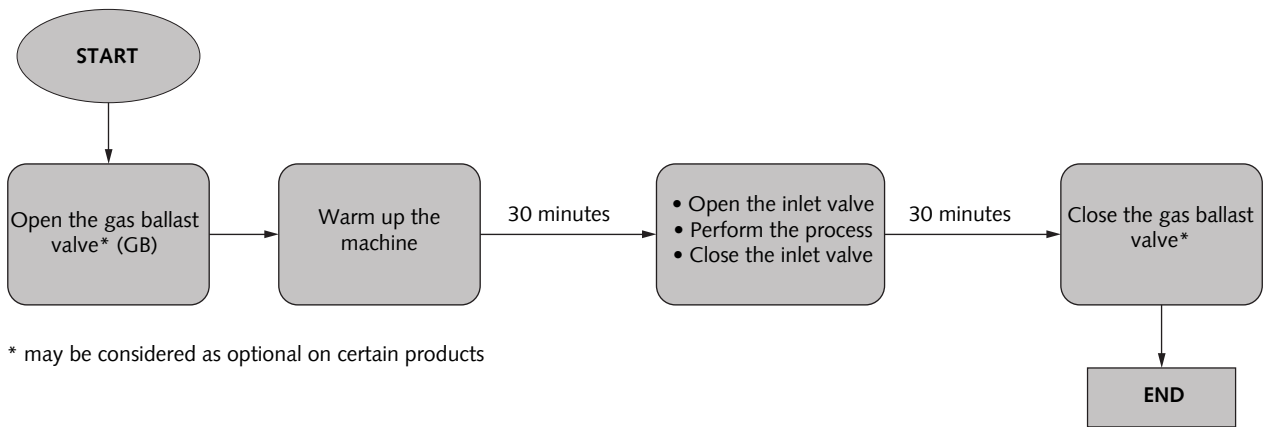 START
Open the gas ballast
valve* (GB)
Warm up the
machine
30 minutes
• Open the inlet valve
• Perform the process
• Close the inlet valve
30 minutes
Close the gas ballast
valve*
* may be considered as optional on certain products
END